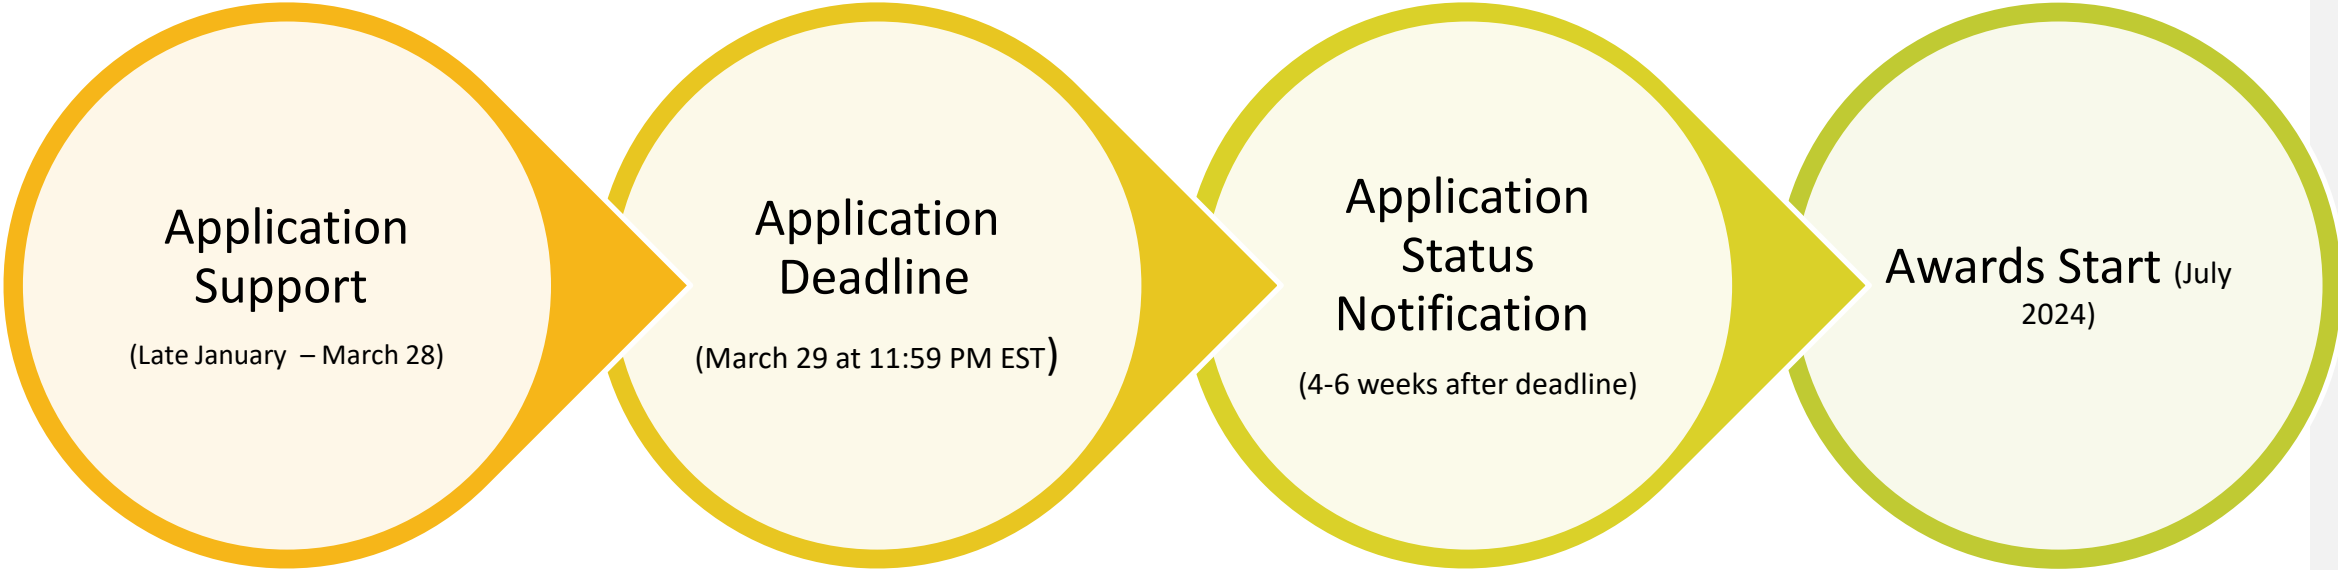 Application
Support
(Late January – March 28)
Application
Deadline
(March 29 at 11:59 PM EST)
Application
Status
Notification
(4-6 weeks after deadline)
Awards Start (July
2024)